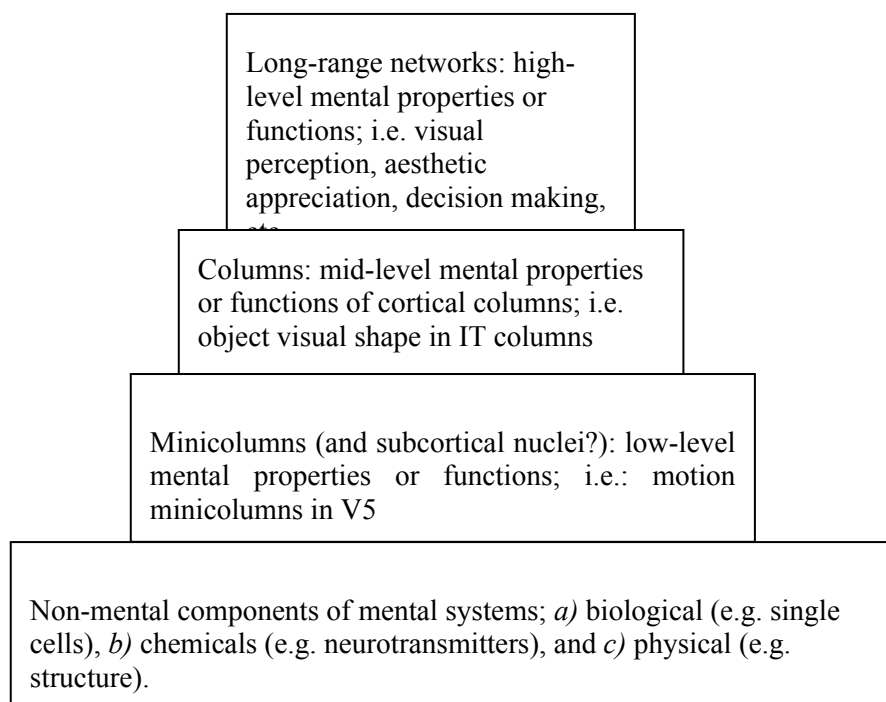 Long-range networks: high-
level mental properties or
functions; i.e. visual
perception, aesthetic
appreciation, decision making,
Columns: mid-level mental properties
or functions of cortical columns; i.e.
object visual shape in IT columns
Minicolumns (and subcortical nuclei?): low-level
mental properties or functions; i.e.: motion
minicolumns in V5
Non-mental components of mental systems; a) biological (e.g. single
cells), b) chemicals (e.g. neurotransmitters), and c) physical (e.g.
structure).